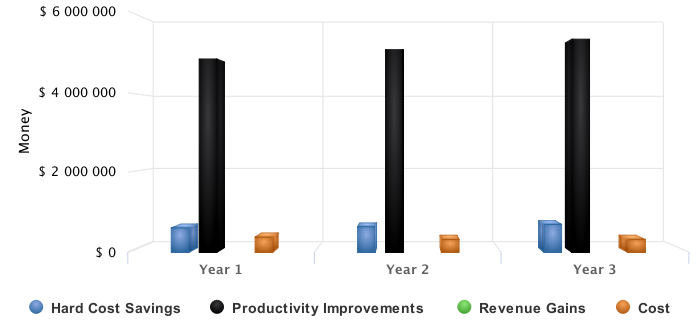 $ 6 000 000
$ 4 000 000
Money
$ 2 000 000
$ 0
Year 1 Year 2 Year 3
Hard Cost Savings Productivity Improvements Revenue Gains Cost